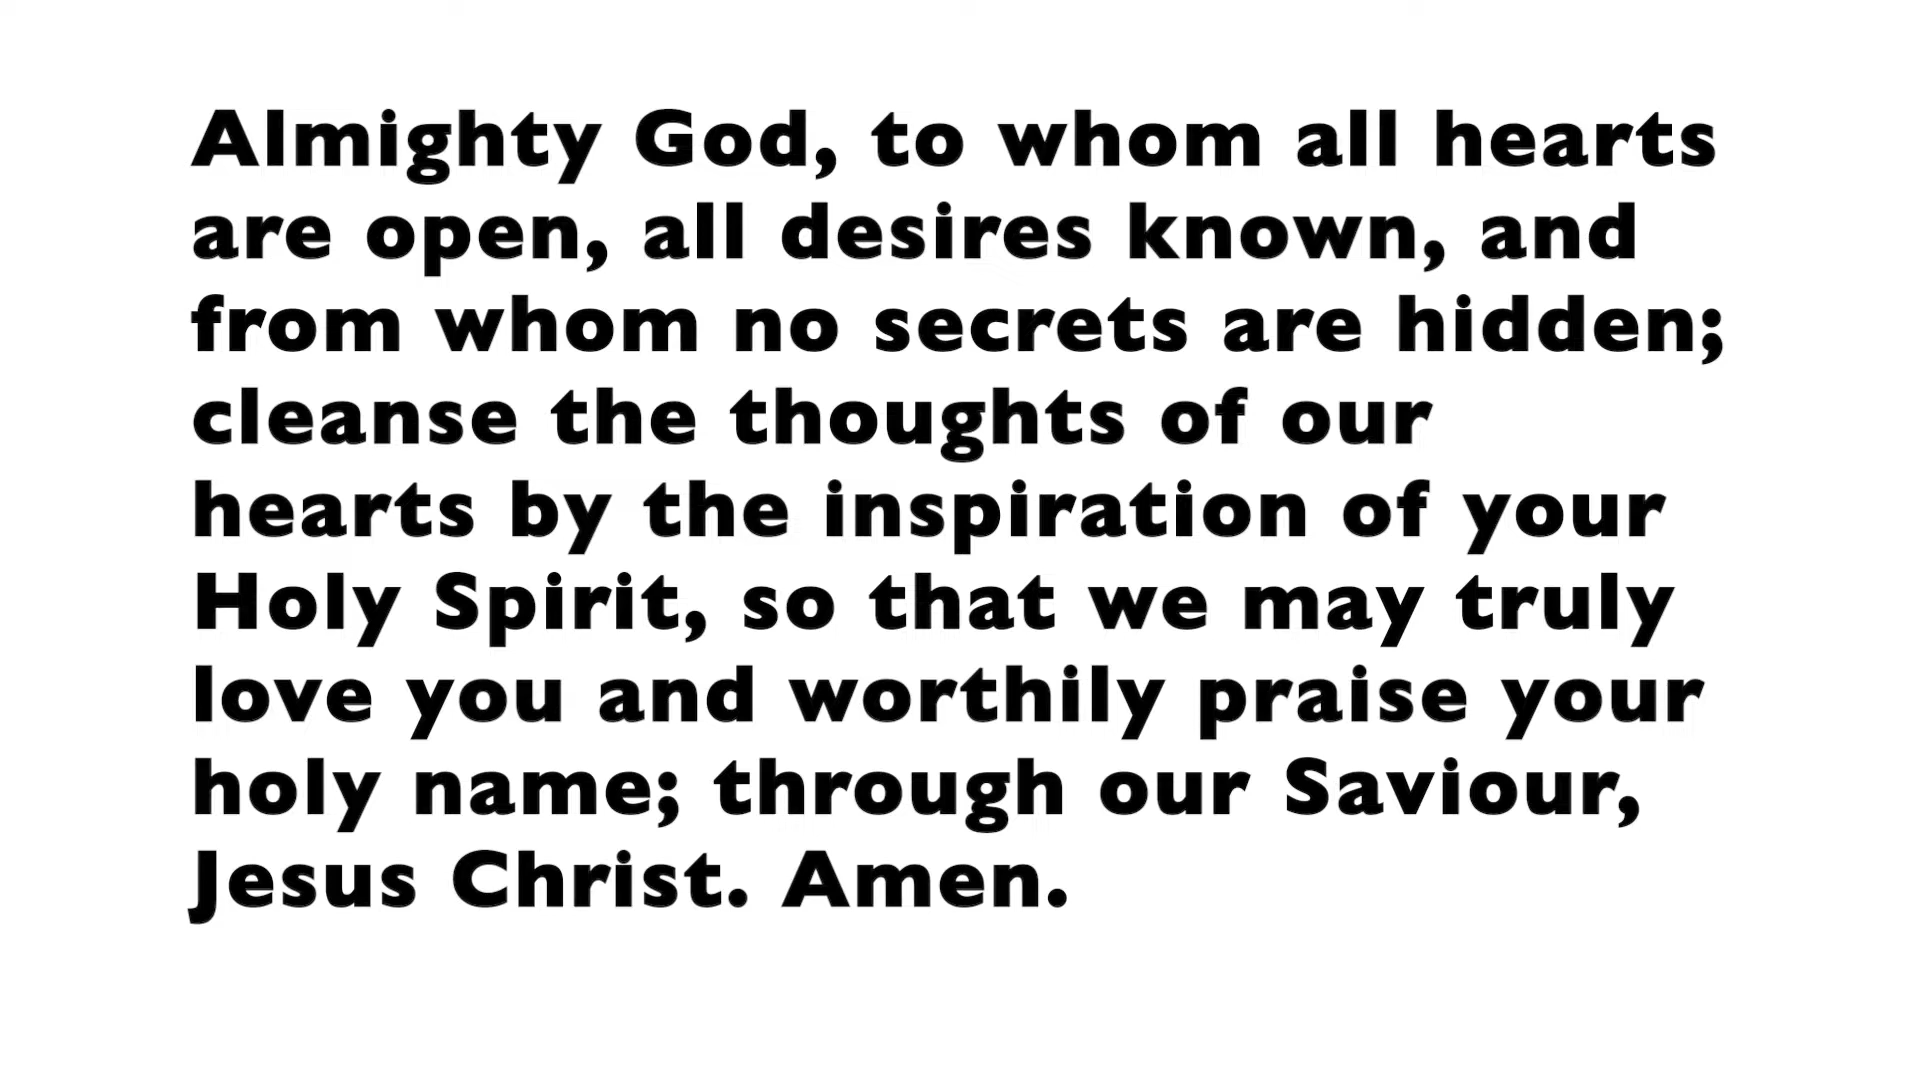 Almighty God, to whom all hearts
are open, all desires known, and
from whom no secrets are hidden;
cleanse the thoughts of our
hearts by the inspiration of your
Holy Spirit, so that we may truly
love you and worthily praise your
holy name; through our Saviour,
Jesus Christ. Amen.